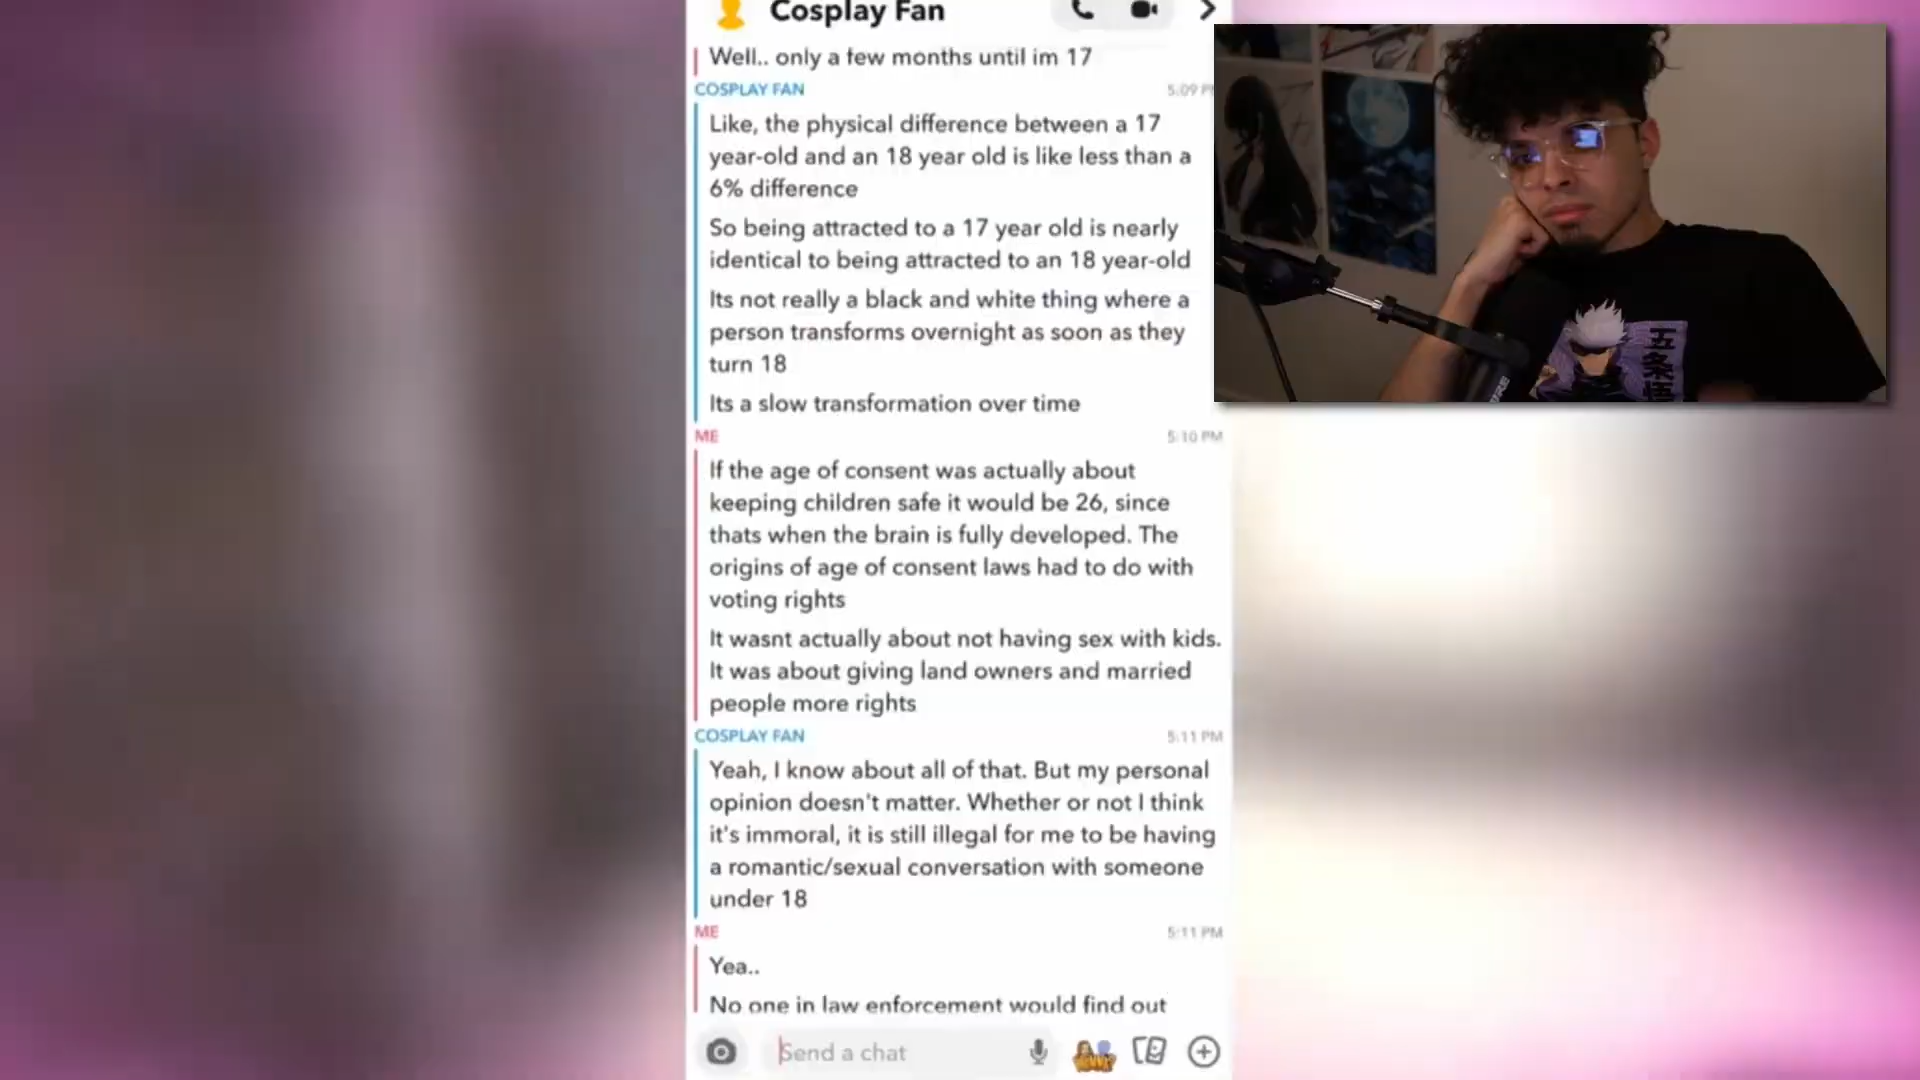 Cosplay Fan
Well.. only a few months until im 17
COSPLAY FAN
5:09 PM
Like, the physical difference between a 17
year-old and an 18 year old is like less than a
6% difference
So being attracted to a 17 year old is nearly
identical to being attracted to an 18 year-old
Its not really a black and white thing where a
person transforms overnight as soon as they
turn 18
Its a slow transformation over time
ME
5:10 PM
If the age of consent was actually about
keeping children safe it would be 26, since
thats when the brain is fully developed. The
origins of age of consent laws had to do with
voting rights
It wasnt actually about not having sex with kids.
It was about giving land owners and married
people more rights
COSPLAY FAN
5:11 PM
Yeah, I know about all of that. But my personal
opinion doesn't matter. Whether or not I think
it's immoral, it is still illegal for me to be having
a romantic/sexual conversation with someone
under 18
ME
5:11 PM
Yea..
No one in law enforcement would find out
Send a chat
五条悟